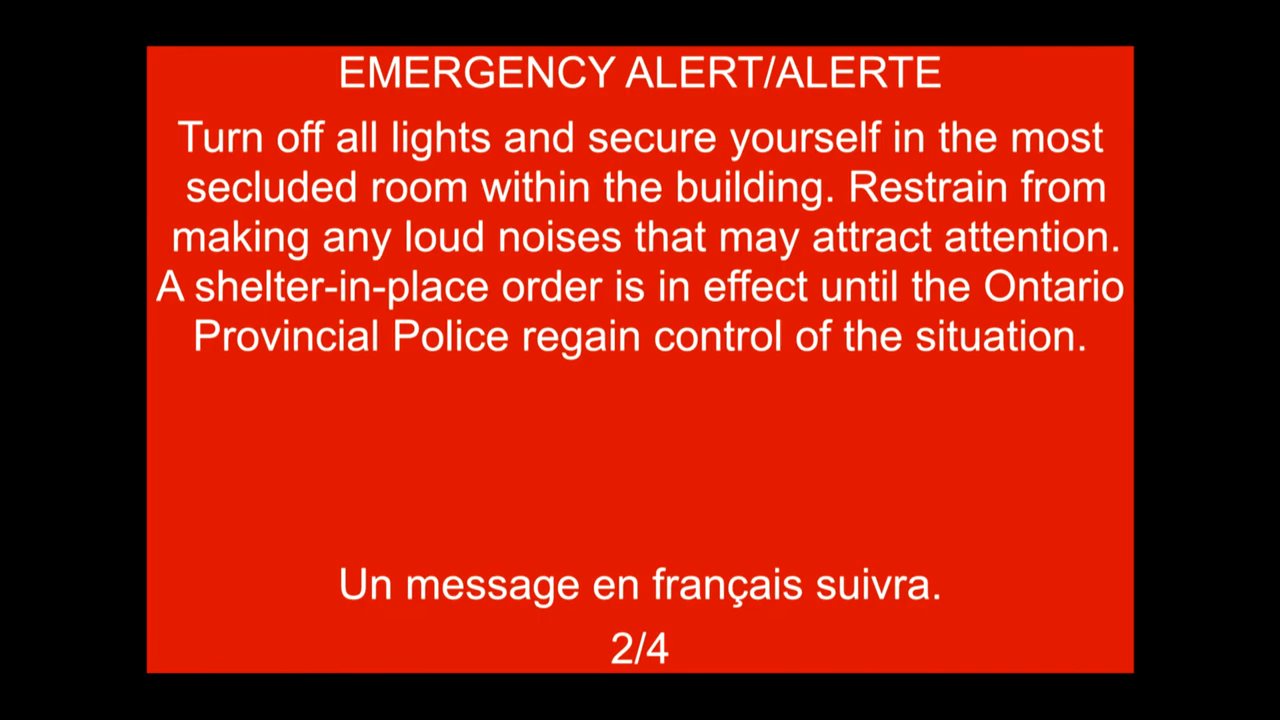 EMERGENCY ALERT/ALERTE
Turn off all lights and secure yourself in the most
secluded room within the building. Restrain from
making any loud noises that may attract attention.
A shelter-in-place order is in effect until the Ontario
Provincial Police regain control of the situation.
Un message en français suivra.
2/4